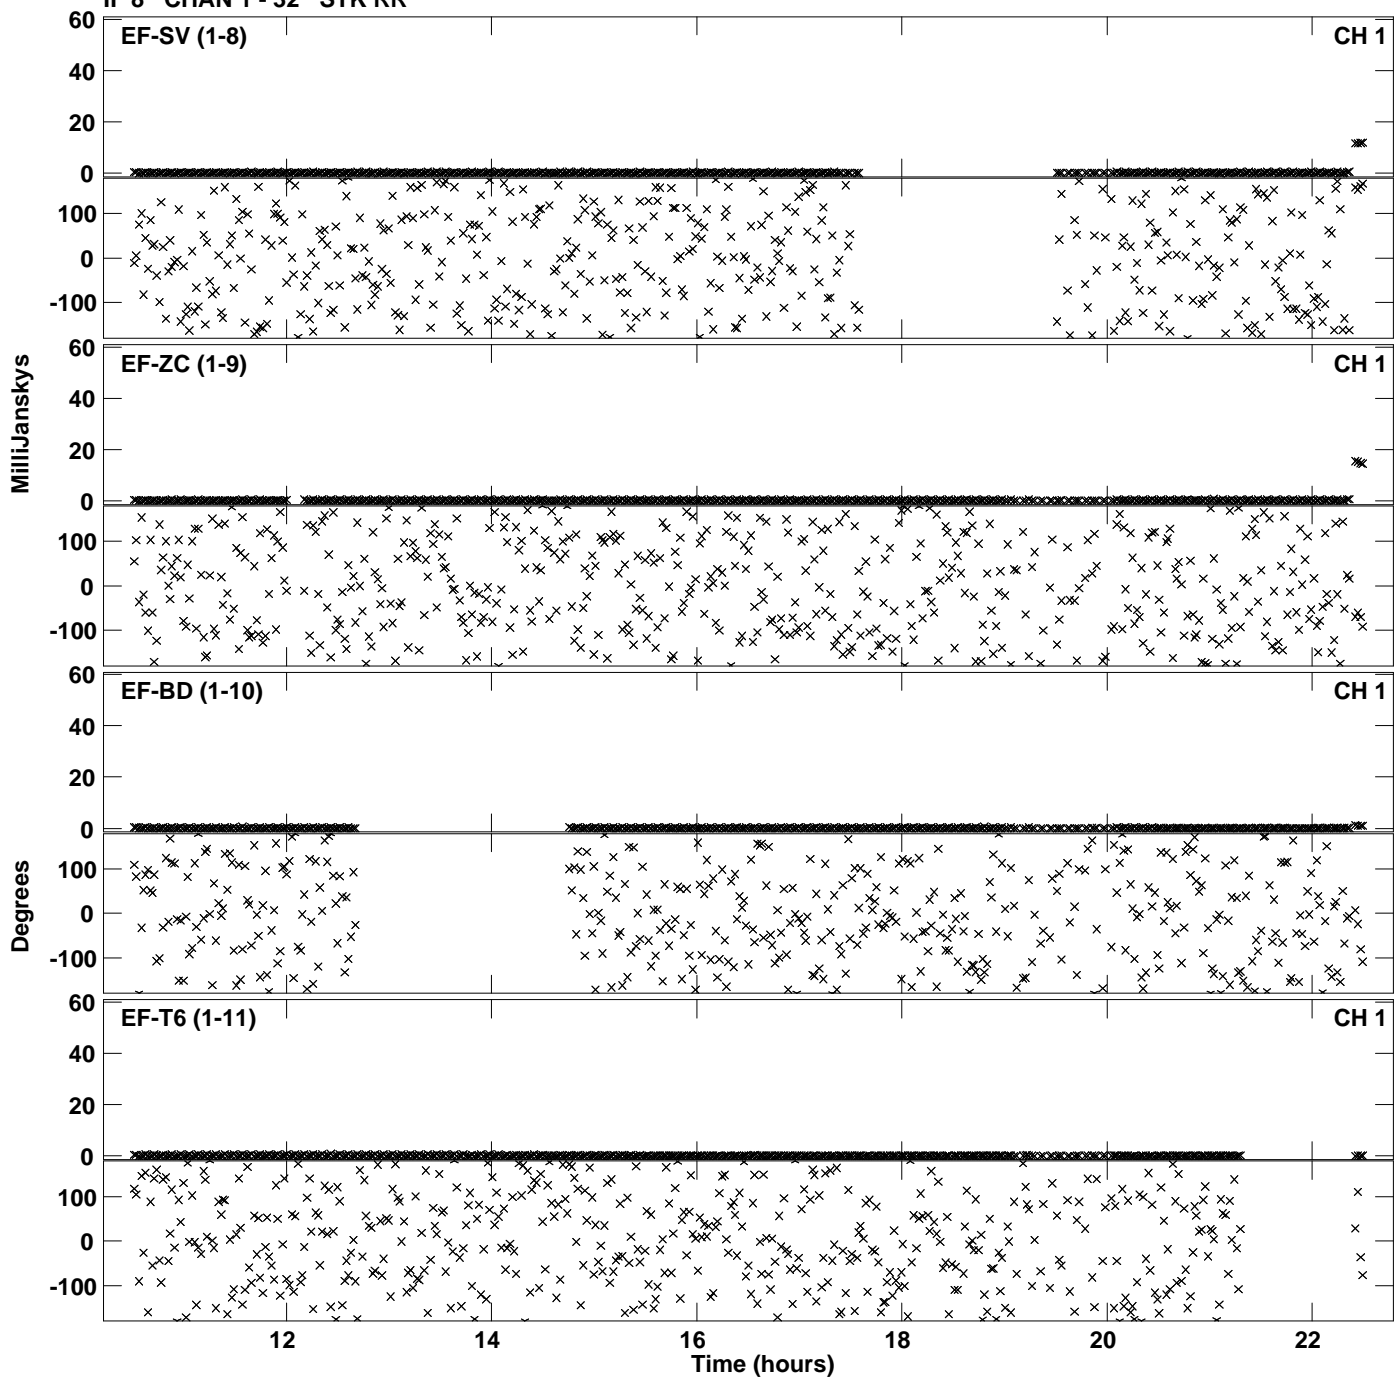 IF 8 CHAN 1 - 32 STK RR
60 EF-SV (1-8) CH 1
40
20
0
100
0
-100
60 EF-ZC (1-9) CH 1
40
20
0
100
0
-100
60 EF-BD (1-10) CH 1
40
20
0
100
0
-100
60 EF-T6 (1-11) CH 1
40
20
0
100
0
-100
12 14 16 18 20 22
Time (hours)
MilliJanskys
Degrees